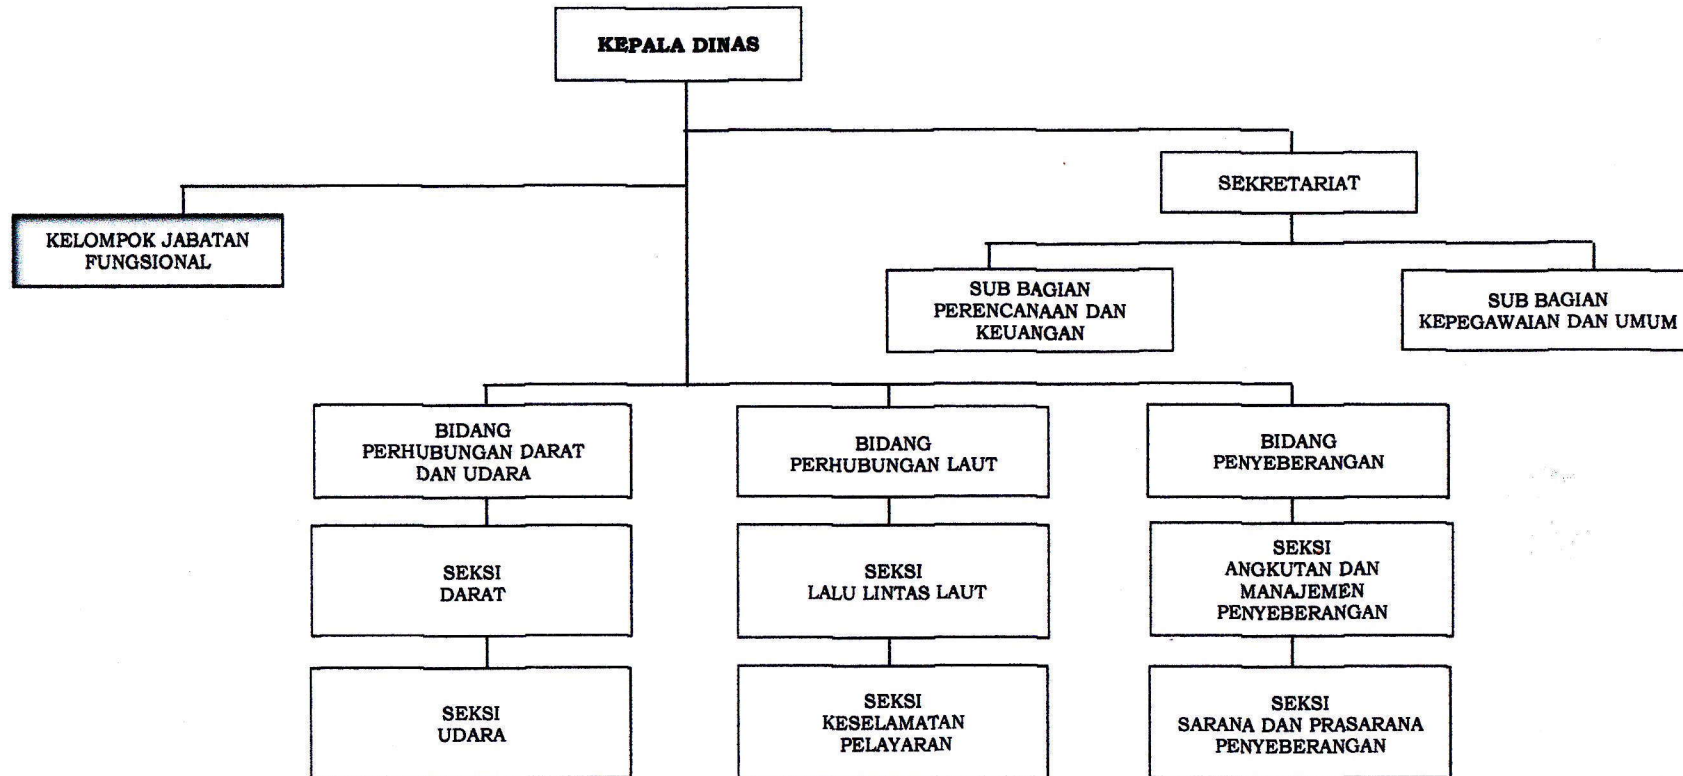 KEPALA DINAS
SEKRETARIAT
KELOMPOK JABATAN
FUNGSIONAL
SUB BAGIAN
PERENCANAAN DAN
KEUANGAN
SUB BAGIAN
KEPEGAWAIAN DAN UMUM
BIDANG
PERHUBUNGAN DARAT
DAN UDARA
BIDANG
PERHUBUNGAN LAUT
BIDANG
PENYEBERANGAN
SEKSI
DARAT
SEKSI
LALU LINTAS LAUT
SEKSI
ANGKUTAN DAN
MANAJEMEN
PENYEBERANGAN
SEKSI
UDARA
SEKSI
KESELAMATAN
PELAYARAN
SEKSI
SARANA DAN PRASARANA
PENYEBERANGAN